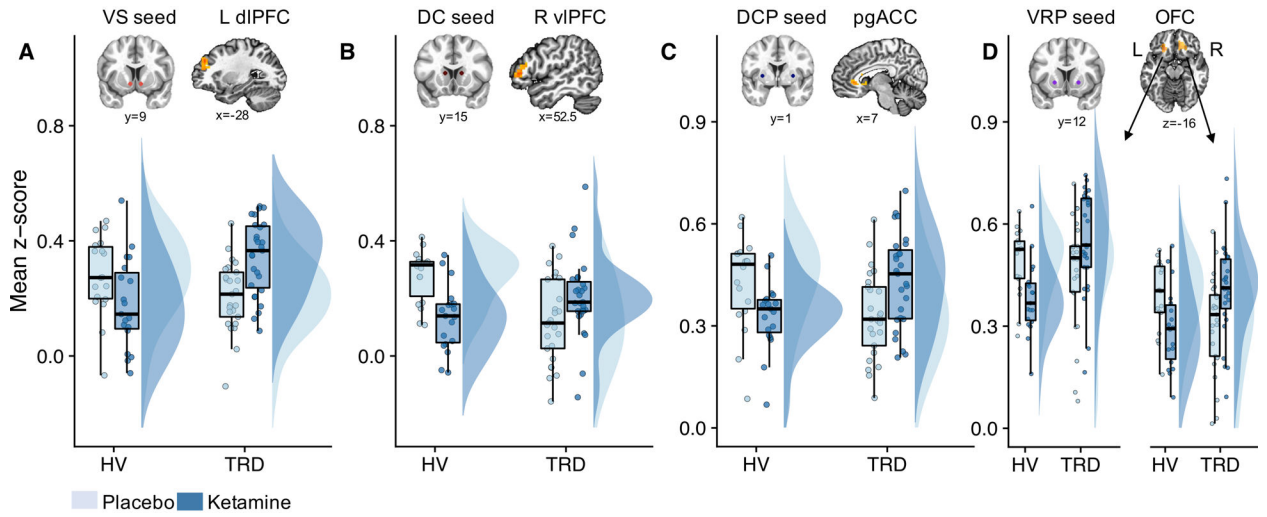 A
VS seed
L dlPFC
y=9
x=-28
Mean z-score
0.8
0.4
0.0
HV
TRD
B
DC seed
R vlPFC
y=15
x=52.5
0.8
0.4
0.0
HV
TRD
C
DCP seed
pgACC
y=1
x=7
0.9
0.6
0.3
0.0
HV
TRD
D
VRP seed
OFC
L
R
y=12
z=-16
0.9
0.6
0.3
0.0
HV
TRD
HV
TRD
Placebo
Ketamine